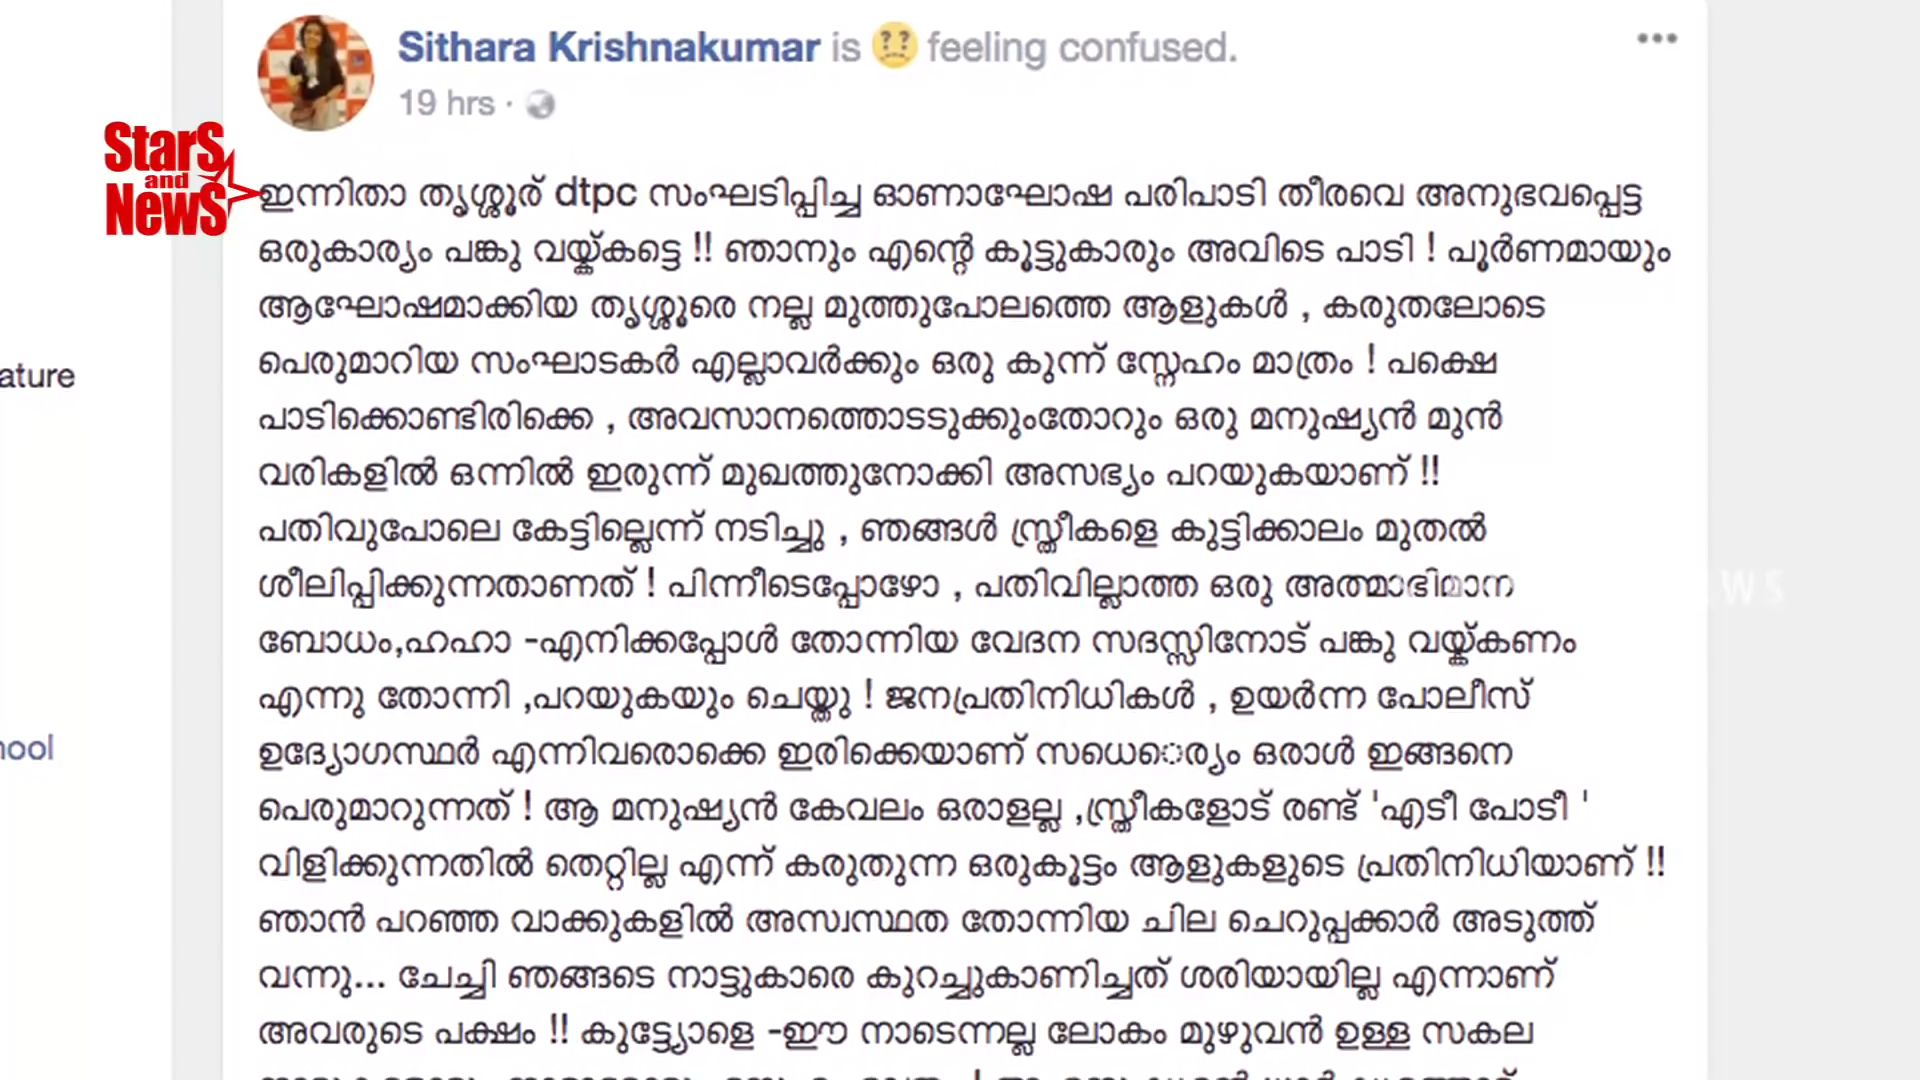 Sithara Krishnakumar is feeling confused.
19 hrs ·
Stars
and
News
ഇന്നിതാ തൃശ്ശൂര് dtpc സംഘടിപ്പിച്ച ഓണാഘോഷ പരിപാടി തീരവെ അനുഭവപ്പെട്ട
ഒരുകാര്യം പങ്കു വയ്ക്കട്ടെ !! ഞാനും എന്റെ കൂട്ടുകാരും അവിടെ പാടി ! പൂർണമായും
ആഘോഷമാക്കിയ തൃശ്ശൂരെ നല്ല മുത്തുപോലത്തെ ആളുകൾ , കരുതലോടെ
പെരുമാറിയ സംഘാടകർ എല്ലാവർക്കും ഒരു കുന്ന് സ്നേഹം മാത്രം ! പക്ഷെ
ature
പാടിക്കൊണ്ടിരിക്കെ , അവസാനത്തൊടടുക്കുംതോറും ഒരു മനുഷ്യൻ മുൻ
വരികളിൽ ഒന്നിൽ ഇരുന്ന് മുഖത്തുനോക്കി അസഭ്യം പറയുകയാണ് !!
പതിവുപോലെ കേട്ടില്ലെന്ന് നടിച്ചു , ഞങ്ങൾ സ്ത്രീകളെ കുട്ടിക്കാലം മുതൽ
ശീലിപ്പിക്കുന്നതാണത് ! പിന്നീടെപ്പോഴോ , പതിവില്ലാത്ത ഒരു അത്മാഭിമാന
ബോധം,ഹഹാ -എനിക്കപ്പോൾ തോന്നിയ വേദന സദസ്സിനോട് പങ്കു വയ്ക്കണം
എന്നു തോന്നി ,പറയുകയും ചെയ്തു ! ജനപ്രതിനിധികൾ , ഉയർന്ന പോലീസ്
ഉദ്യോഗസ്ഥർ എന്നിവരൊക്കെ ഇരിക്കെയാണ് സധെെര്യം ഒരാൾ ഇങ്ങനെ
hool
പെരുമാറുന്നത് ! ആ മനുഷ്യൻ കേവലം ഒരാളല്ല ,സ്ത്രീകളോട് രണ്ട് 'എടീ പോടീ '
വിളിക്കുന്നതിൽ തെറ്റില്ല എന്ന് കരുതുന്ന ഒരുകൂട്ടം ആളുകളുടെ പ്രതിനിധിയാണ് !!
ഞാൻ പറഞ്ഞ വാക്കുകളിൽ അസ്വസ്ഥത തോന്നിയ ചില ചെറുപ്പക്കാർ അടുത്ത്
വന്നു... ചേച്ചി ഞങ്ങടെ നാട്ടുകാരെ കുറച്ചുകാണിച്ചത് ശരിയായില്ല എന്നാണ്
അവരുടെ പക്ഷം !! കുട്ട്യോളെ -ഈ നാടെന്നല്ല ലോകം മുഴുവൻ ഉള്ള സകല